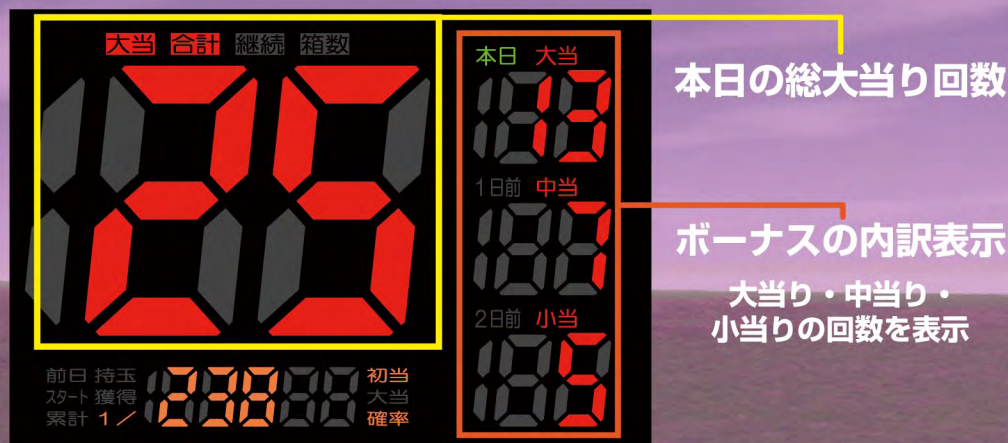 大当 合計 継続 箱数
25
本日 大当
13
1日前 中当
7
2日前 小当
5
前日 持玉
スタート 獲得
累計 1/
238
初当
大当
確率
本日の総大当り回数
ボーナスの内訳表示
大当り・中当り・
小当りの回数を表示